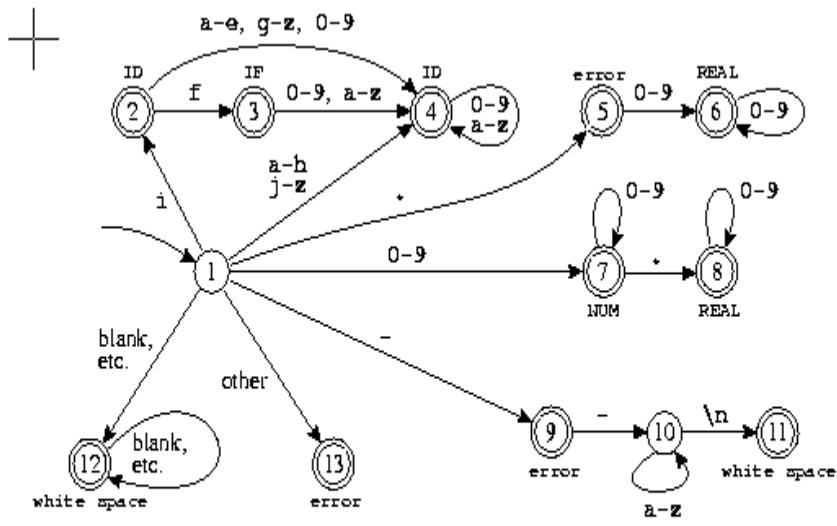 a-e, g-z, 0-9
ID IF ID error REAL
2 f 3 0-9, a-z 4 0-9 a-z 5 0-9 6 0-9
a-h
j-z
i .
0-9 0-9
1 0-9 7 . 8
NUM REAL
blank,
etc.
-
other
9 - 10 \n 11
12 blank,
etc.
13
error white space
white space error
a-z